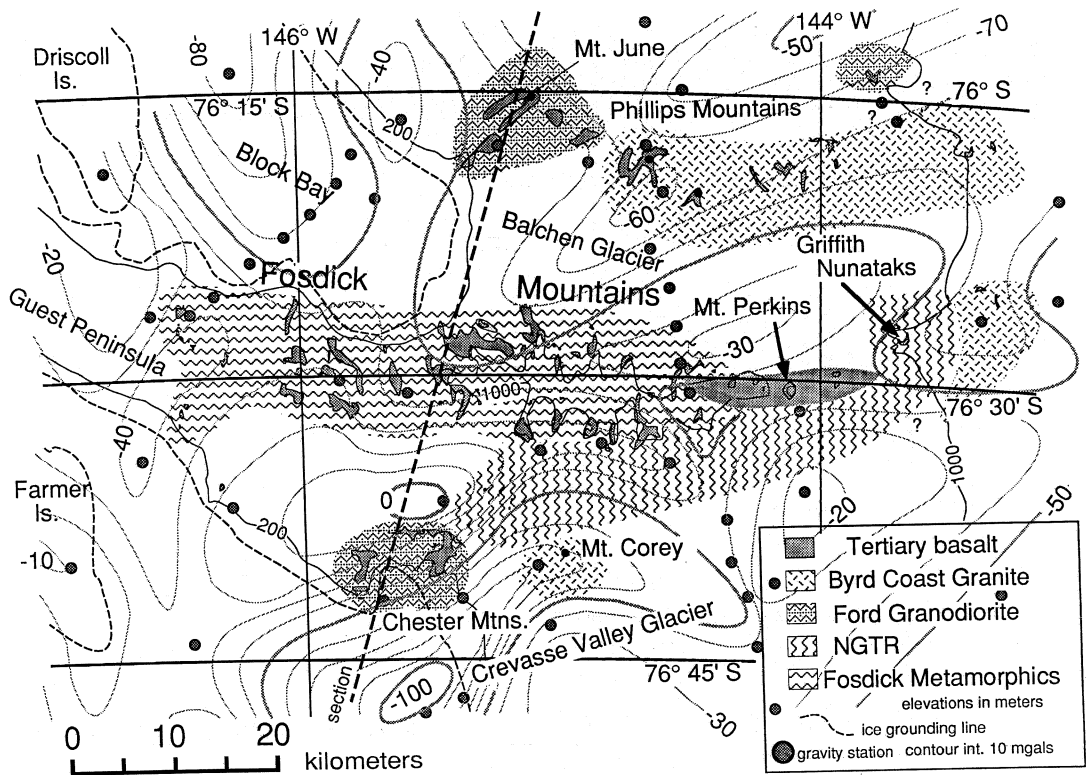 144° W
-50
-70
146° W
-80
-40
Mt. June
Driscoll
Is.
76° 15' S
Phillips Mountains
?
76° S
200
?
Block Bay
-60
Balchen Glacier
Griffith
Nunataks
-20
Fosdick
Mountains
Mt. Perkins
Guest Peninsula
-30
1000
76° 30' S
?
-40
1000
Farmer
Is.
0
-20
-50
200
-10
Mt. Corey
Chester Mtns.
Crevasse Valley Glacier
76° 45' S
section
-100
-30
Tertiary basalt
Byrd Coast Granite
Ford Granodiorite
NGTR
Fosdick Metamorphics
elevations in meters
ice grounding line
gravity station contour int. 10 mgals
0 10 20
kilometers